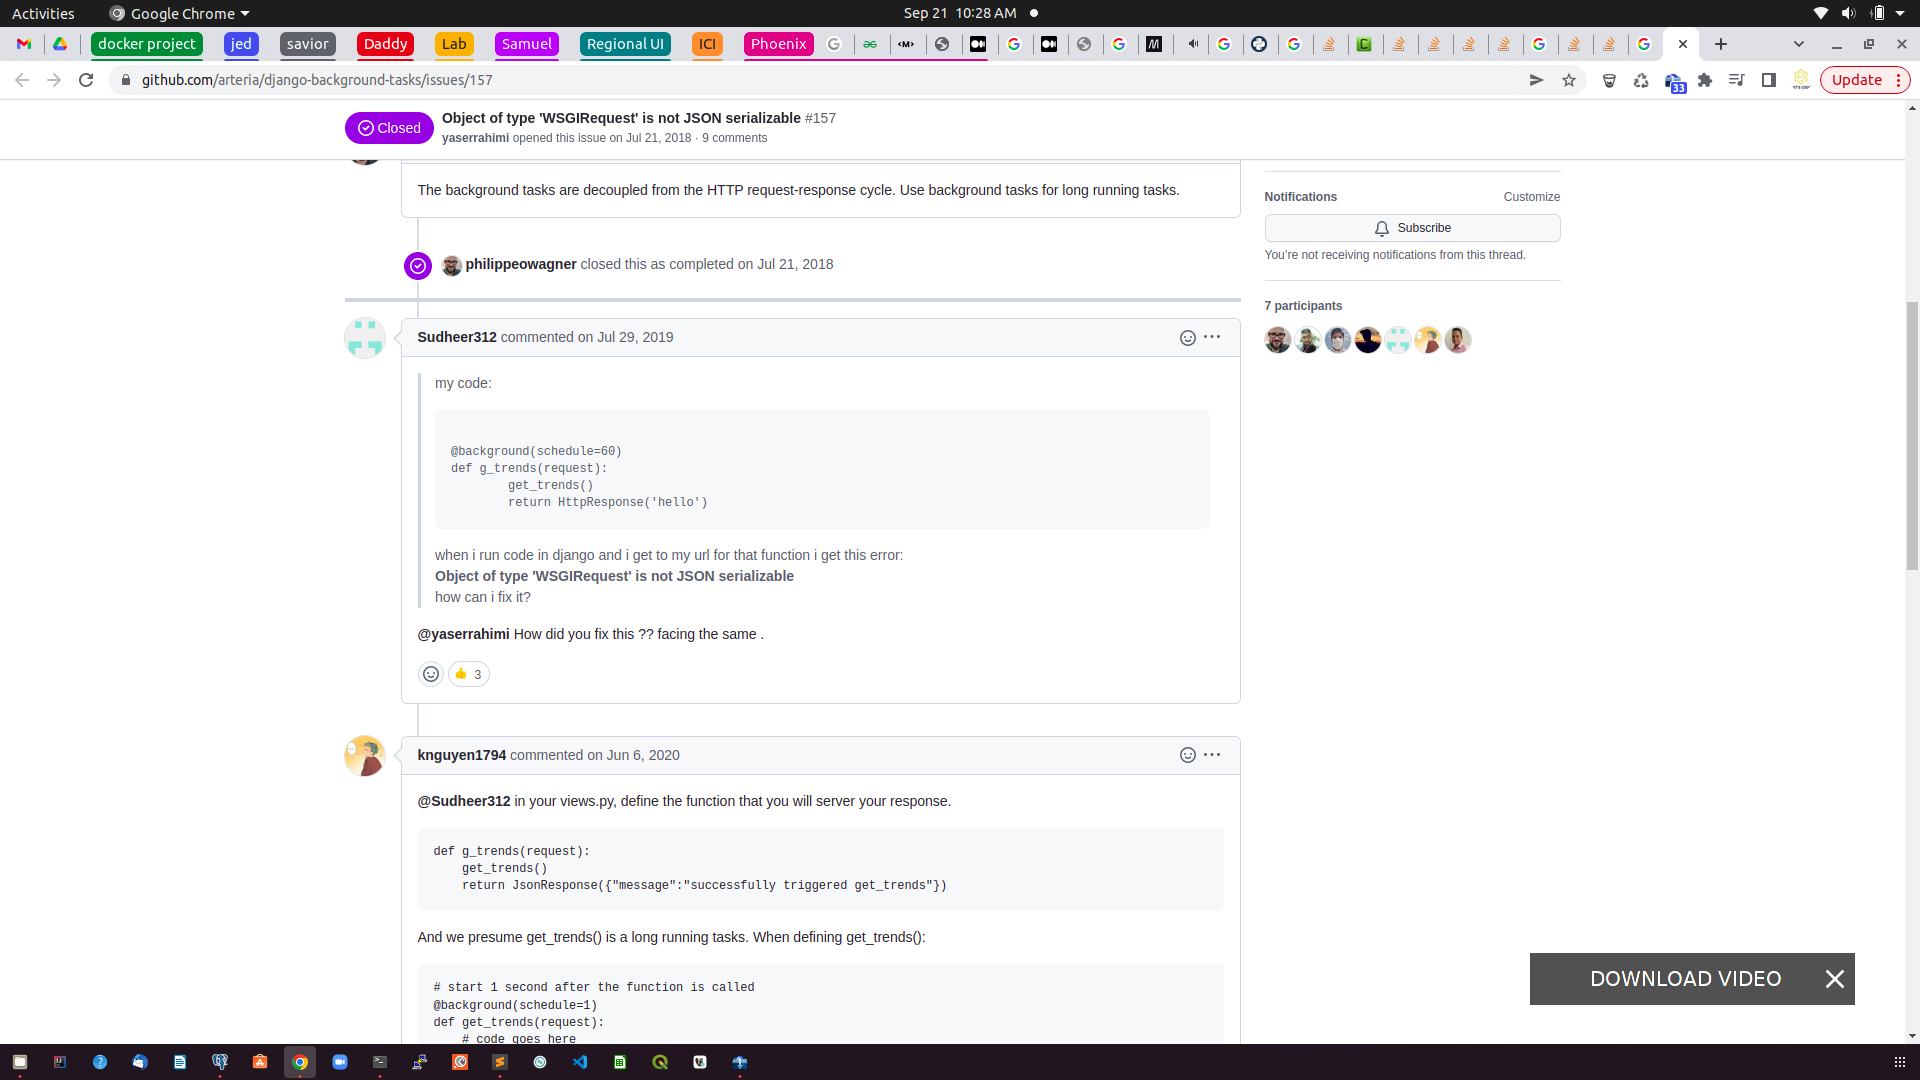 Activities
Google Chrome
Sep 21 10:28 AM
docker project
jed
savior
Daddy
Lab
Samuel
Regional UI
ICI
Phoenix
github.com/arteria/django-background-tasks/issues/157
33
Update
Closed
Object of type 'WSGIRequest' is not JSON serializable #157
yaserrahimi opened this issue on Jul 21, 2018 · 9 comments
The background tasks are decoupled from the HTTP request-response cycle. Use background tasks for long running tasks.
Notifications
Customize
Subscribe
You're not receiving notifications from this thread.
philippeowagner closed this as completed on Jul 21, 2018
7 participants
Sudheer312 commented on Jul 29, 2019
my code:
@background(schedule=60)
def g_trends(request):
get_trends()
return HttpResponse('hello')
when i run code in django and i get to my url for that function i get this error:
Object of type 'WSGIRequest' is not JSON serializable
how can i fix it?
@yaserrahimi How did you fix this ?? facing the same .
3
knguyen1794 commented on Jun 6, 2020
@Sudheer312 in your views.py, define the function that you will server your response.
def g_trends(request):
get_trends()
return JsonResponse({"message":"successfully triggered get_trends"})
And we presume get_trends() is a long running tasks. When defining get_trends():
# start 1 second after the function is called
@background(schedule=1)
def get_trends(request):
# code goes here
DOWNLOAD VIDEO